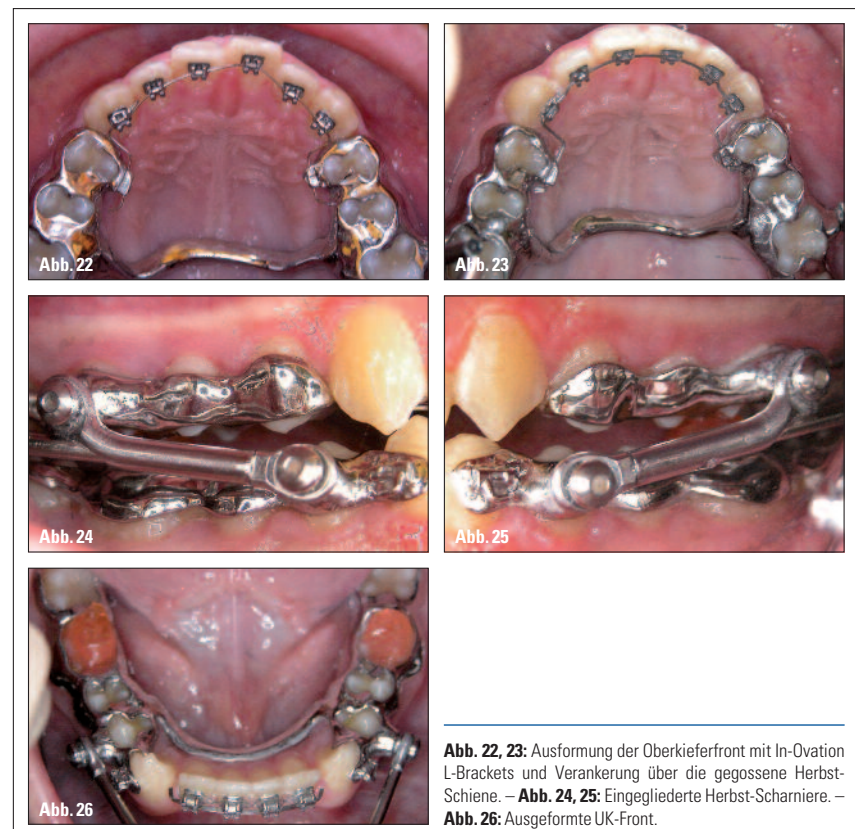 Abb. 22
Abb. 23
Abb. 24
Abb. 25
Abb. 26
Abb. 22, 23: Ausformung der Oberkieferfront mit In-Ovation
L-Brackets und Verankerung über die gegossene Herbst-
Schiene. – Abb. 24, 25: Eingegliederte Herbst-Scharniere. –
Abb. 26: Ausgeformte UK-Front.